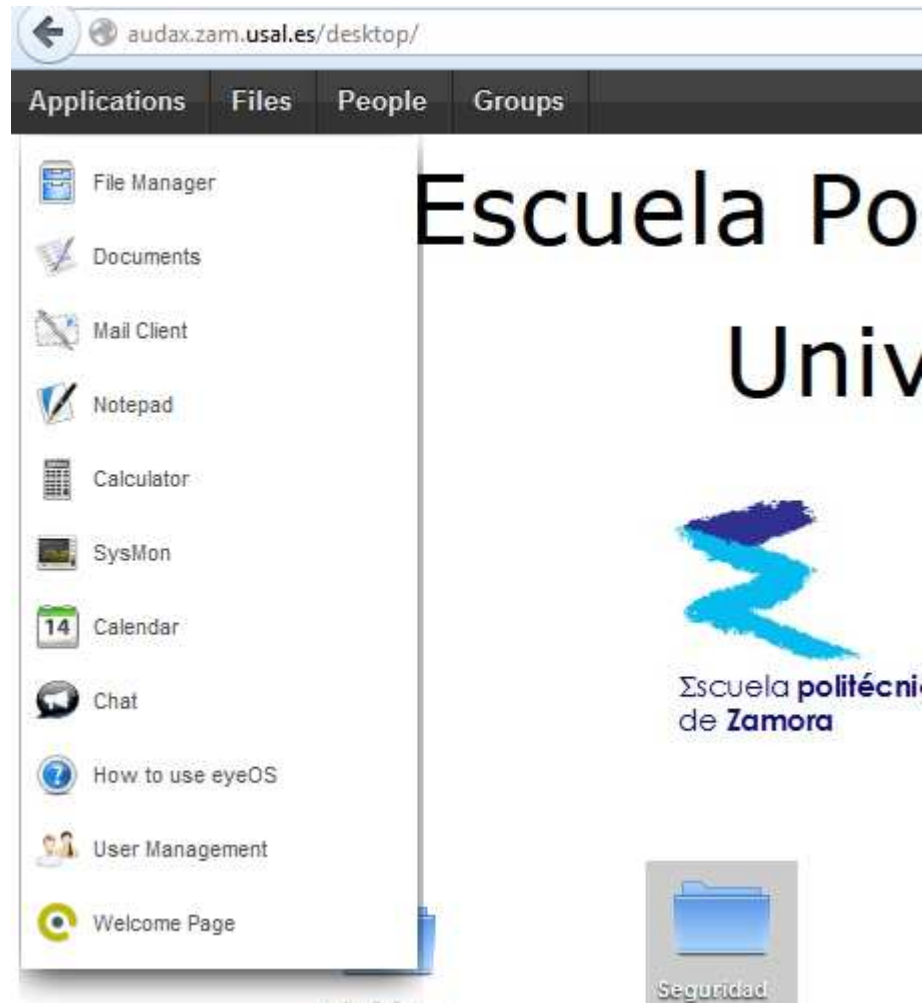 audax.zam.usal.es/desktop/
Applications Files People Groups
File Manager
Documents
Mail Client
Notepad
Calculator
SysMon
14 Calendar
Chat
How to use eyeOS
User Management
Welcome Page
Escuela Po
Univ
Σscuela politécni
de Zamora
Seguridad